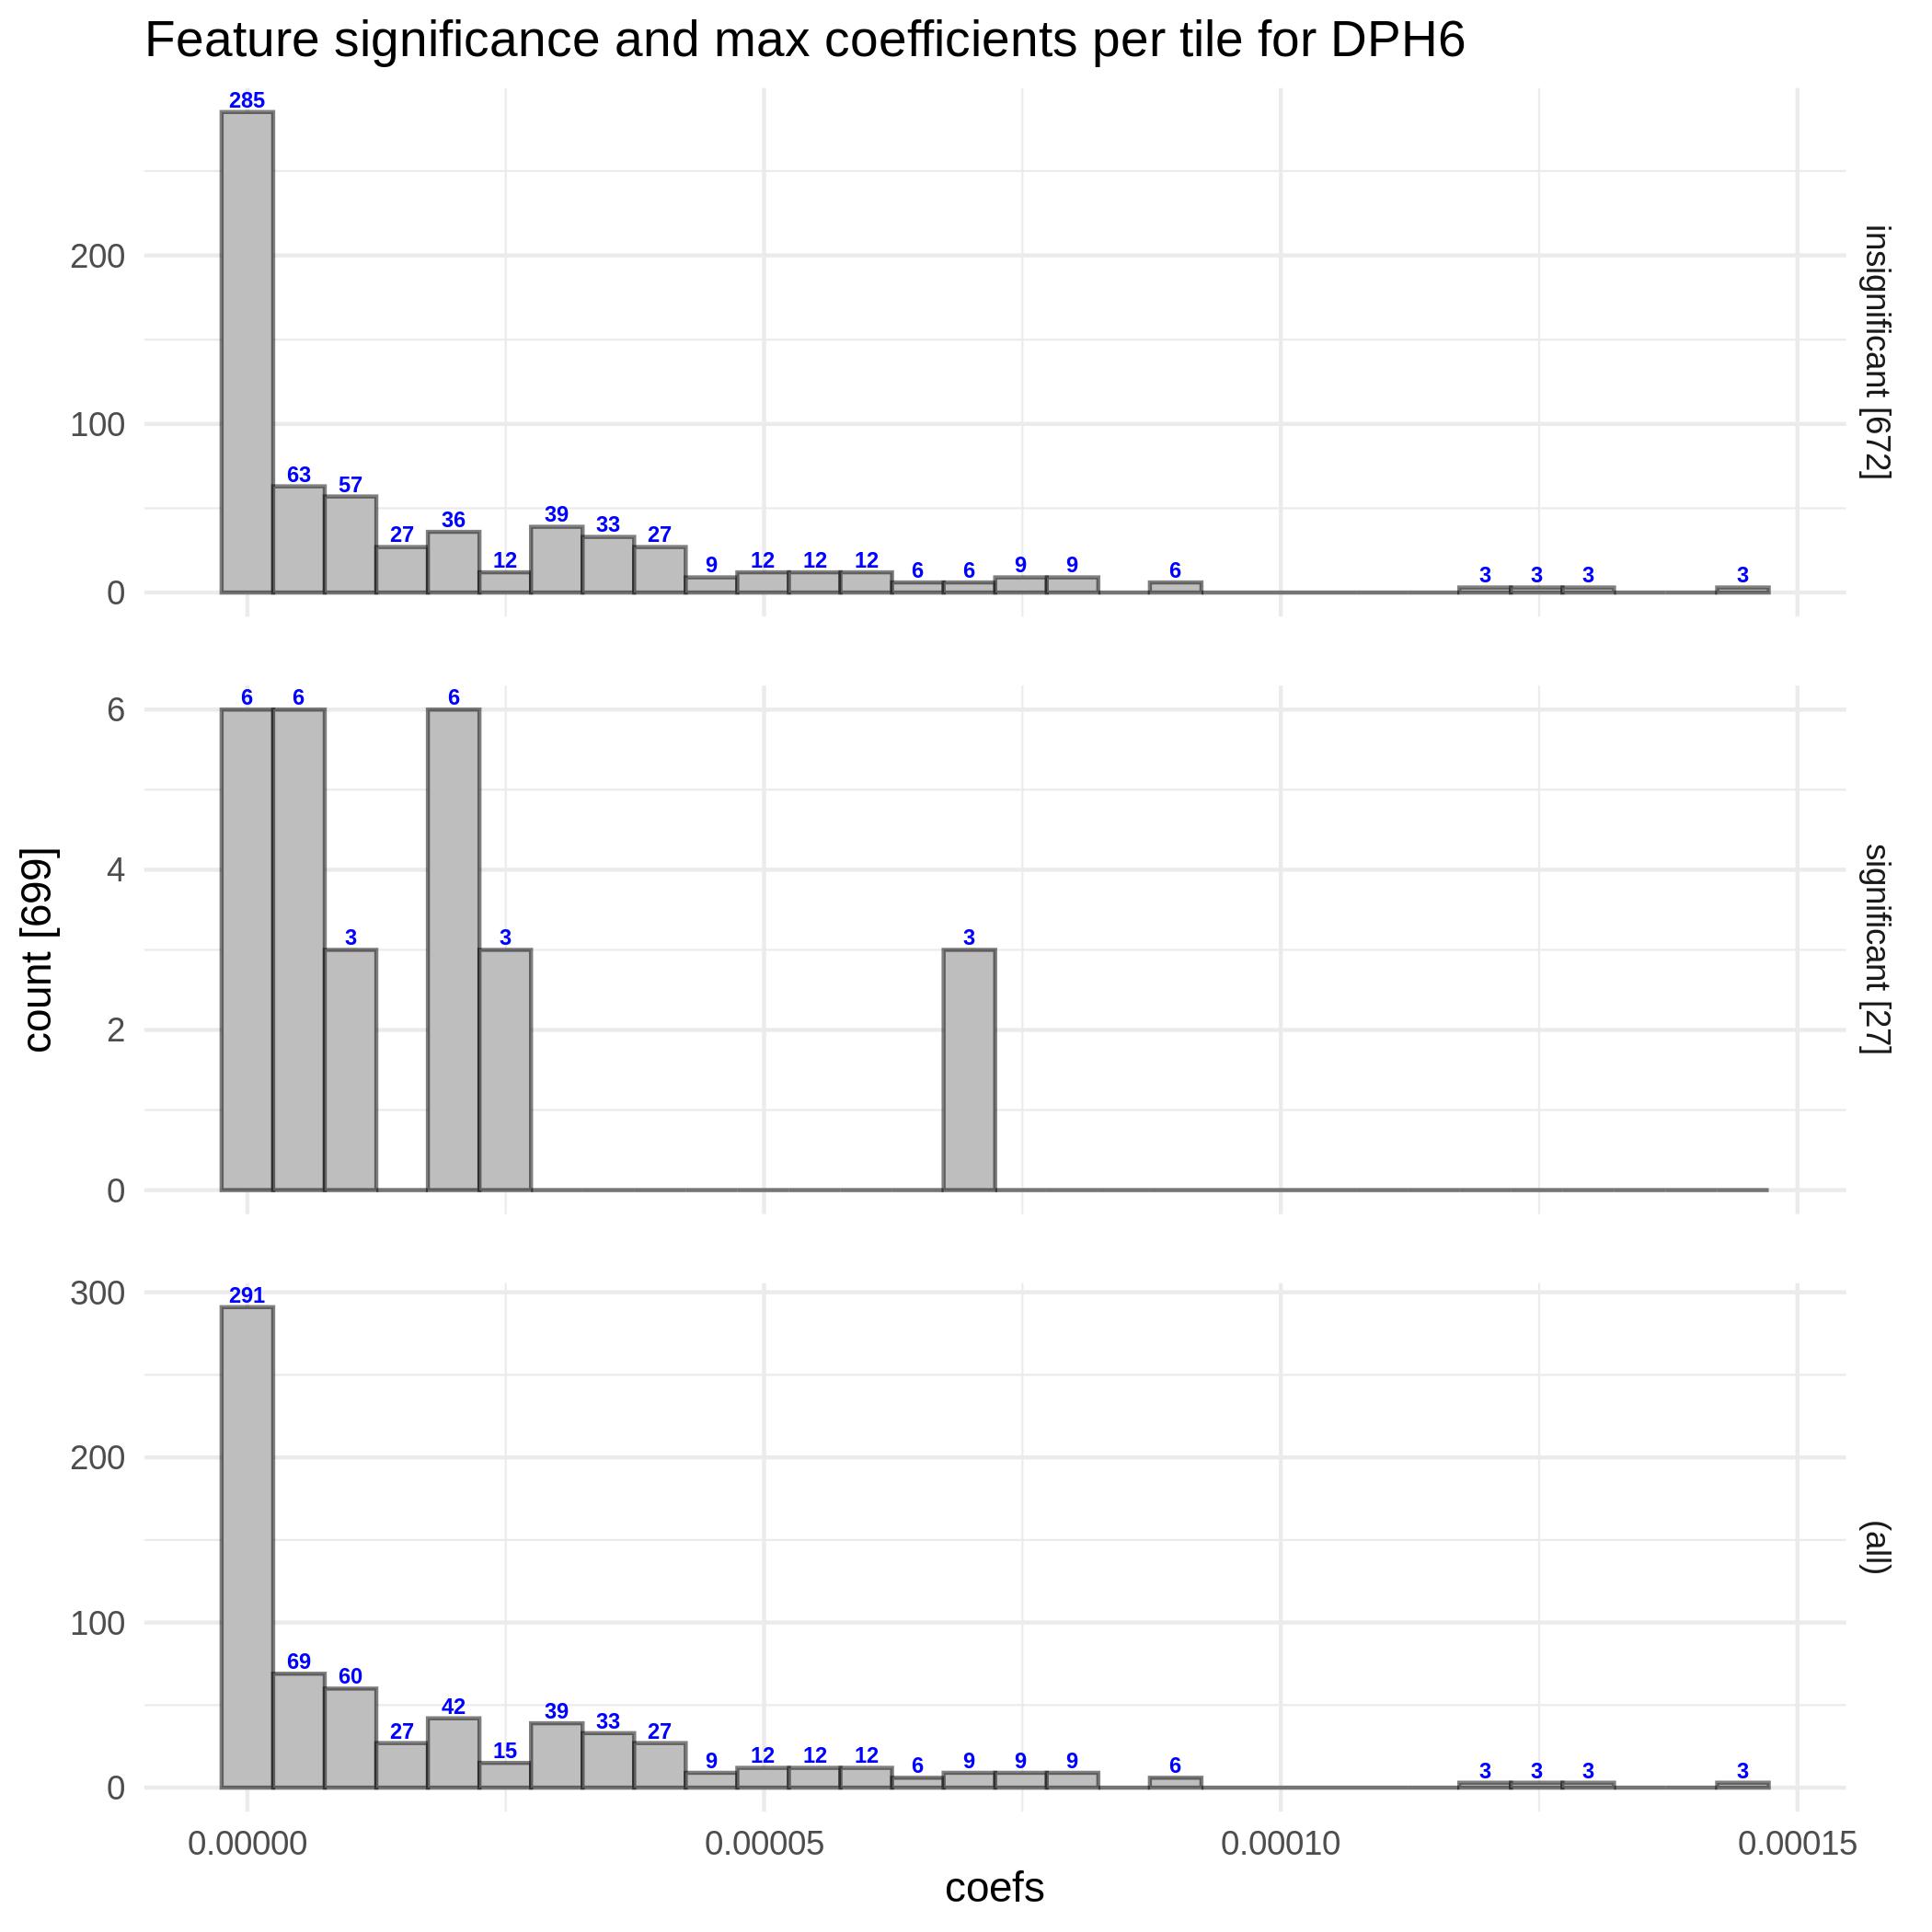 Feature significance and max coefficients per tile for DPH6
285
63 57 27 36 12 39 33 27 9 12 12 12 6 6 9 9 6 3 3 3 3
200
100
0
insignificant [672]
6 6 3 6 3 3
6
4
2
0
significant [27]
count [699]
291
69 60 27 42 15 39 33 27 9 12 12 12 6 9 9 9 6 3 3 3 3
300
200
100
0
(all)
0.00000 0.00005 0.00010 0.00015
coefs